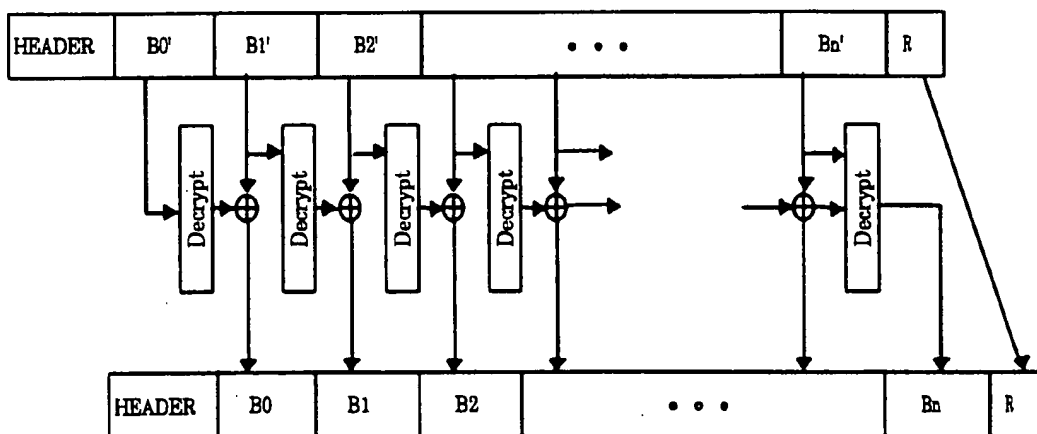 HEADER B0' B1' B2' • • • Bn' R
Decrypt Decrypt Decrypt Decrypt Decrypt
HEADER B0 B1 B2 • • • Bn R